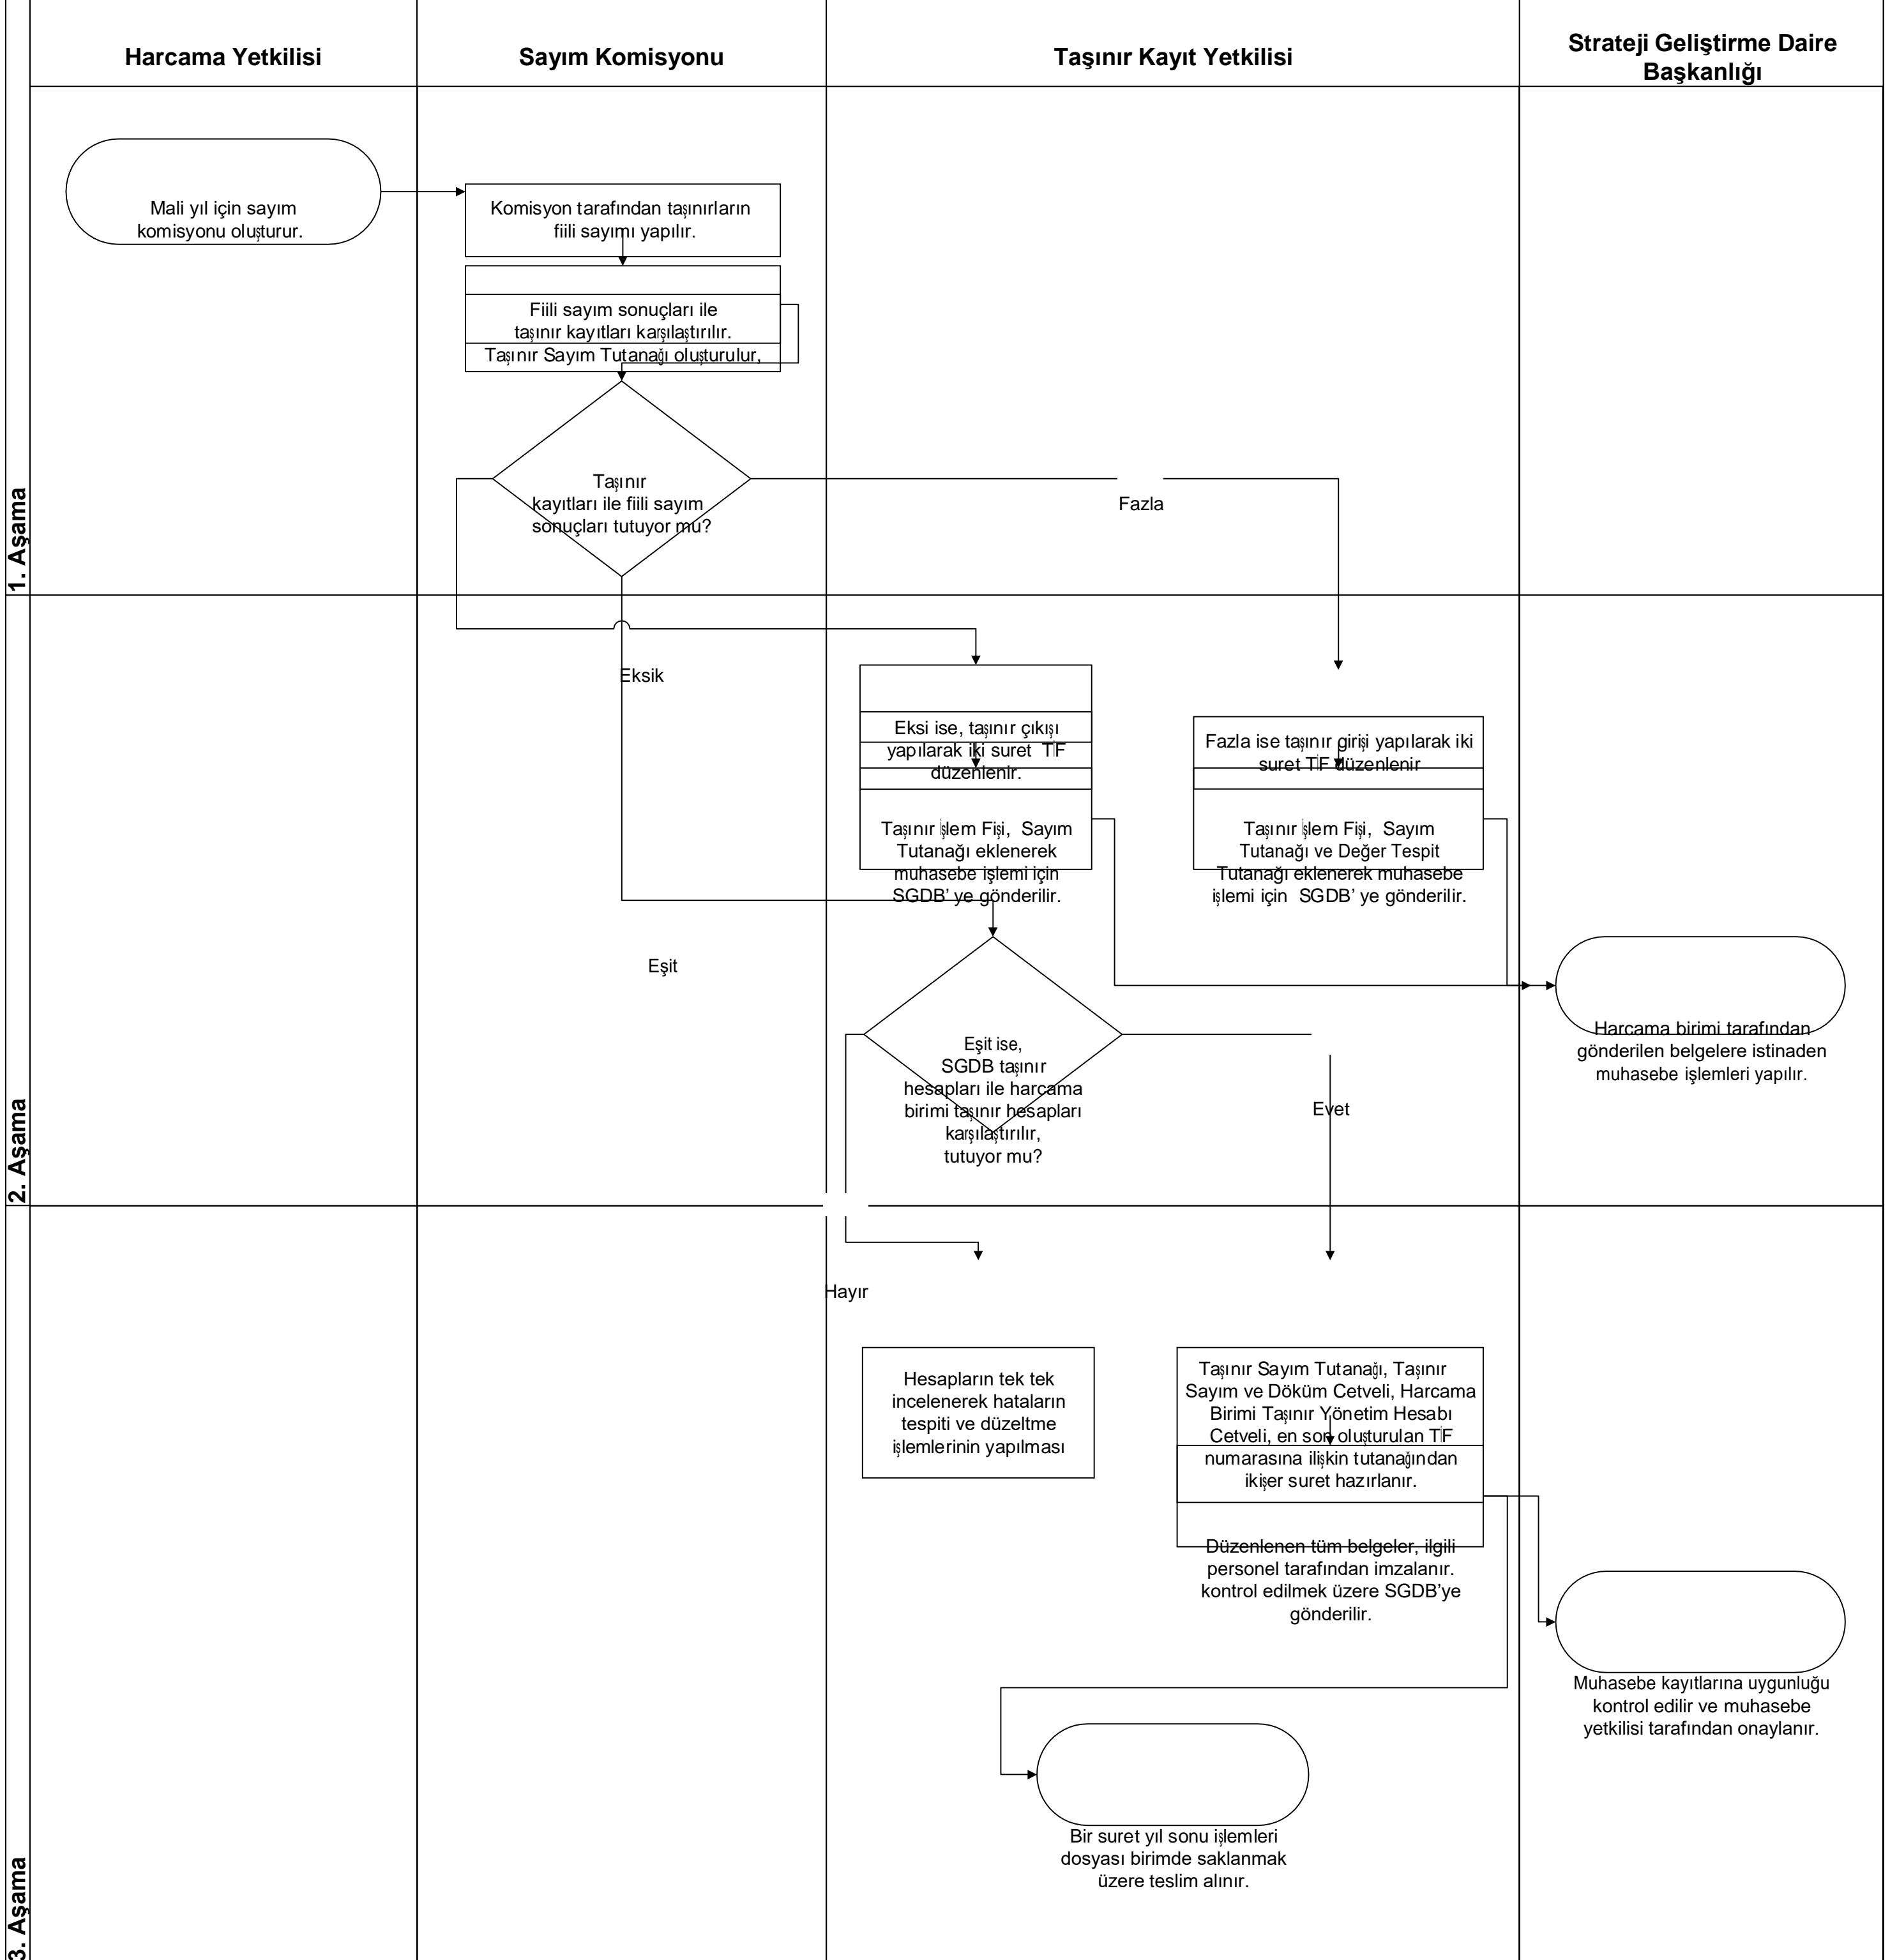 Harcama Yetkilisi
Sayım Komisyonu
Taşınır Kayıt Yetkilisi
Strateji Geliştirme Daire
Başkanlığı
1. Aşama
Mali yıl için sayım
komisyonu oluşturur.
Komisyon tarafından taşınırların
fiili sayımı yapılır.
Fiili sayım sonuçları ile
taşınır kayıtları karşılaştırılır.
Taşınır Sayım Tutanağı oluşturulur,
Taşınır
kayıtları ile fiili sayım
sonuçları tutuyor mu?
Fazla
2. Aşama
Eksik
Eksi ise, taşınır çıkışı
yapılarak iki suret TİF
düzenlenir.
Fazla ise taşınır girişi yapılarak iki
suret TİF düzenlenir
Taşınır İşlem Fişi, Sayım
Tutanağı eklenerek
muhasebe işlemi için
SGDB' ye gönderilir.
Taşınır İşlem Fişi, Sayım
Tutanağı ve Değer Tespit
Tutanağı eklenerek muhasebe
işlemi için SGDB' ye gönderilir.
Eşit
Eşit ise,
SGDB taşınır
hesapları ile harcama
birimi taşınır hesapları
karşılaştırılır,
tutuyor mu?
Evet
Harcama birimi tarafından
gönderilen belgelere istinaden
muhasebe işlemleri yapılır.
3. Aşama
Hayır
Hesapların tek tek
incelenerek hataların
tespiti ve düzeltme
işlemlerinin yapılması
Taşınır Sayım Tutanağı, Taşınır
Sayım ve Döküm Cetveli, Harcama
Birimi Taşınır Yönetim Hesabı
Cetveli, en son oluşturulan TİF
numarasına ilişkin tutanağından
ikişer suret hazırlanır.
Düzenlenen tüm belgeler, ilgili
personel tarafından imzalanır.
kontrol edilmek üzere SGDB'ye
gönderilir.
Muhasebe kayıtlarına uygunluğu
kontrol edilir ve muhasebe
yetkilisi tarafından onaylanır.
Bir suret yıl sonu işlemleri
dosyası birimde saklanmak
üzere teslim alınır.